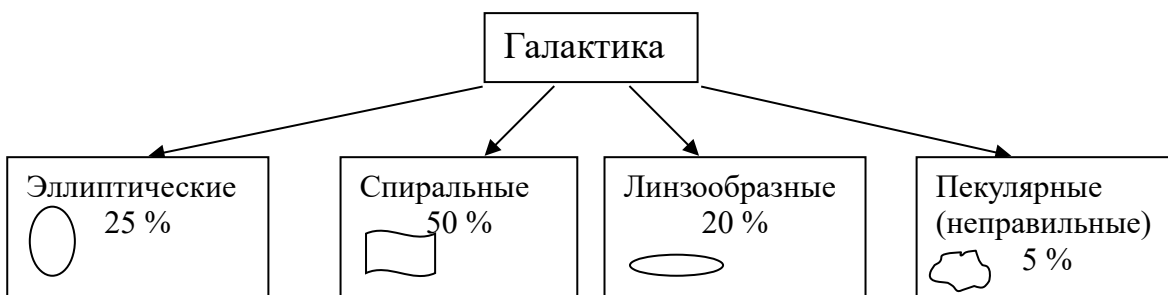 Галактика
Эллиптические
25 %
Спиральные
50 %
Линзообразные
20 %
Пекулярные
(неправильные)
5 %